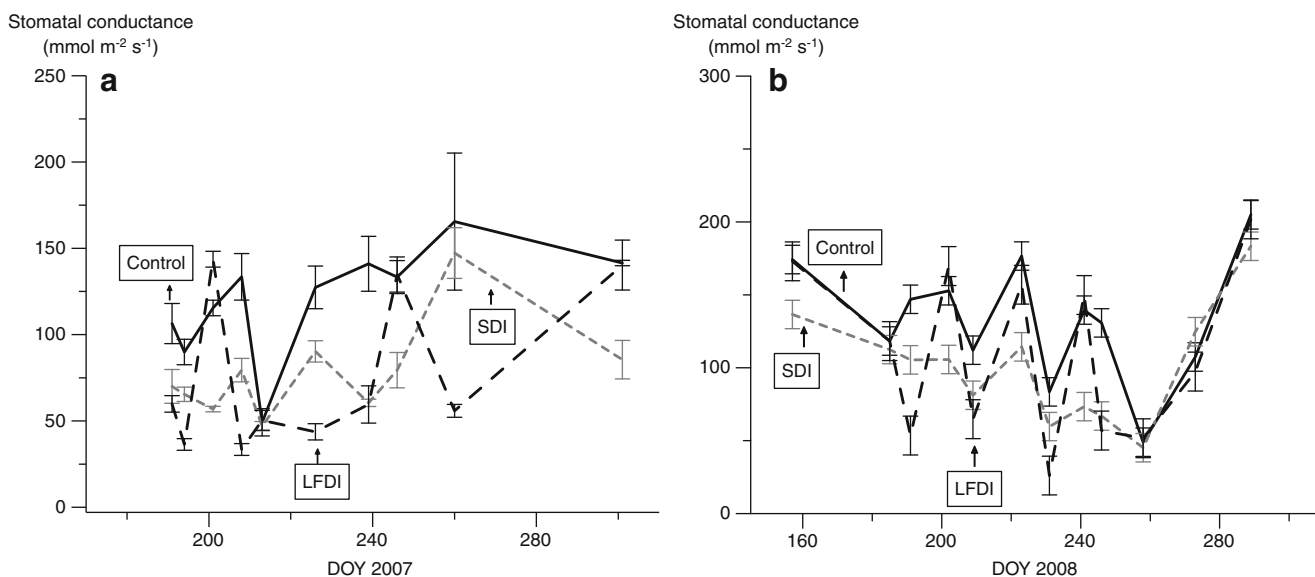 Stomatal conductance
(mmol m⁻² s⁻¹)
a
250
200
150
100
50
0
Control
SDI
LFDI
200
240
280
DOY 2007
Stomatal conductance
(mmol m⁻² s⁻¹)
b
300
200
100
0
Control
SDI
LFDI
160
200
240
280
DOY 2008